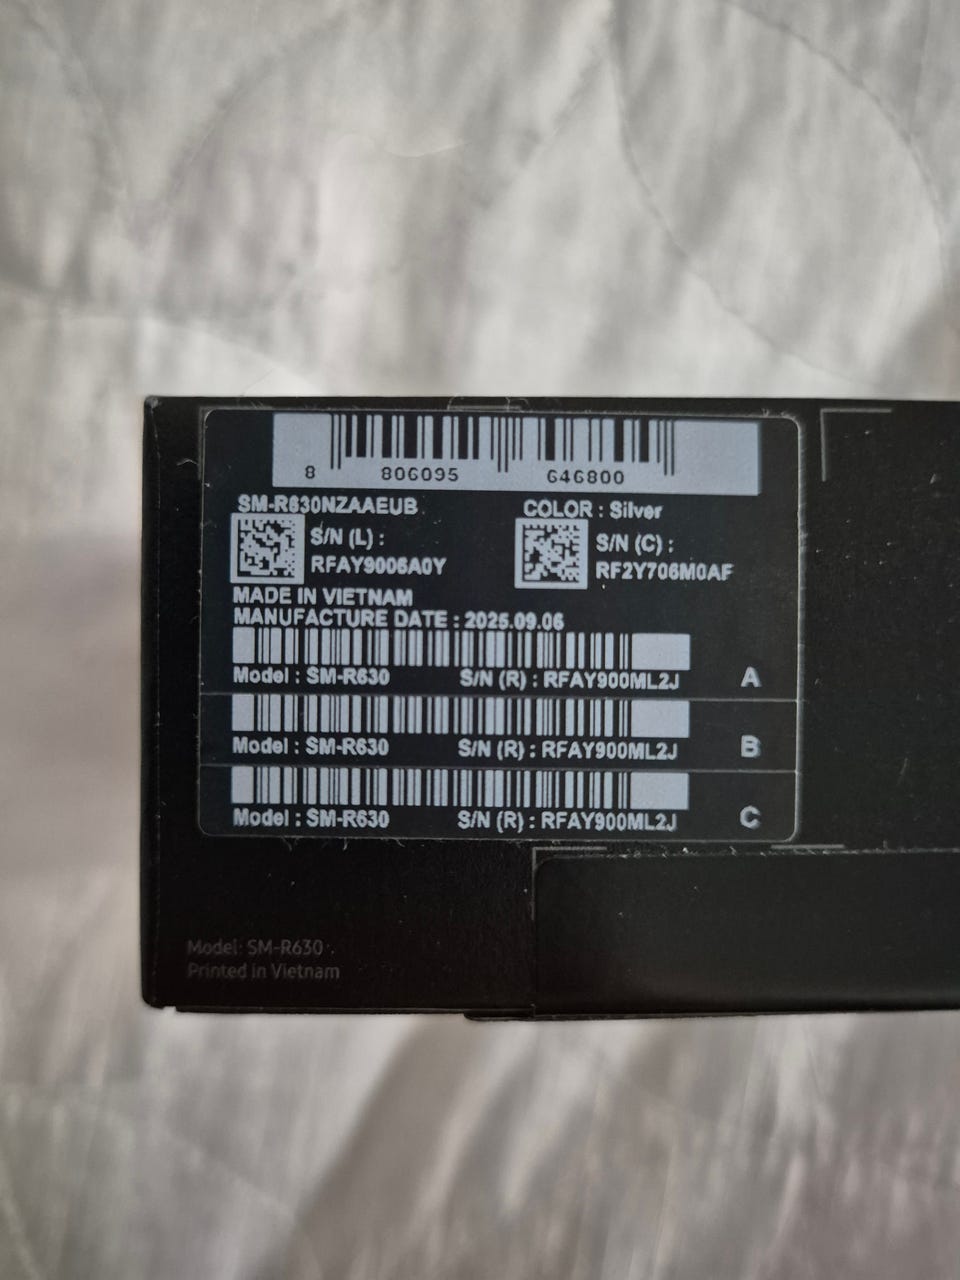 8 806095 646800
SM-R630NZAAEUB COLOR : Silver
S/N (L) : S/N (C) :
RFAY9006A0Y RF2Y706M0AF
MADE IN VIETNAM
MANUFACTURE DATE : 2025.09.06
Model : SM-R630 S/N (R) : RFAY900ML2J A
Model : SM-R630 S/N (R) : RFAY900ML2J B
Model : SM-R630 S/N (R) : RFAY900ML2J C
Model: SM-R630
Printed in Vietnam